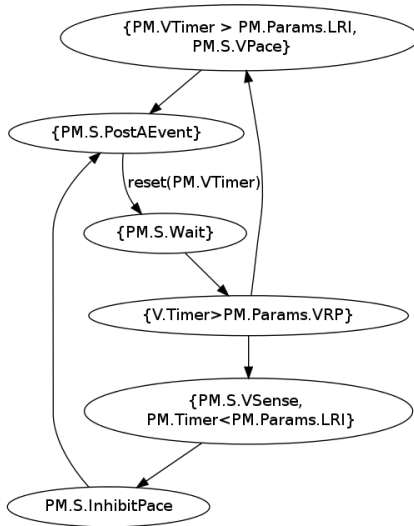 {PM.VTimer > PM.Params.LRI,
PM.S.VPace}
{PM.S.PostAEvent}
reset(PM.VTimer)
{PM.S.Wait}
{V.Timer>PM.Params.VRP}
{PM.S.VSense,
PM.Timer<PM.Params.LRI}
PM.S.InhibitPace